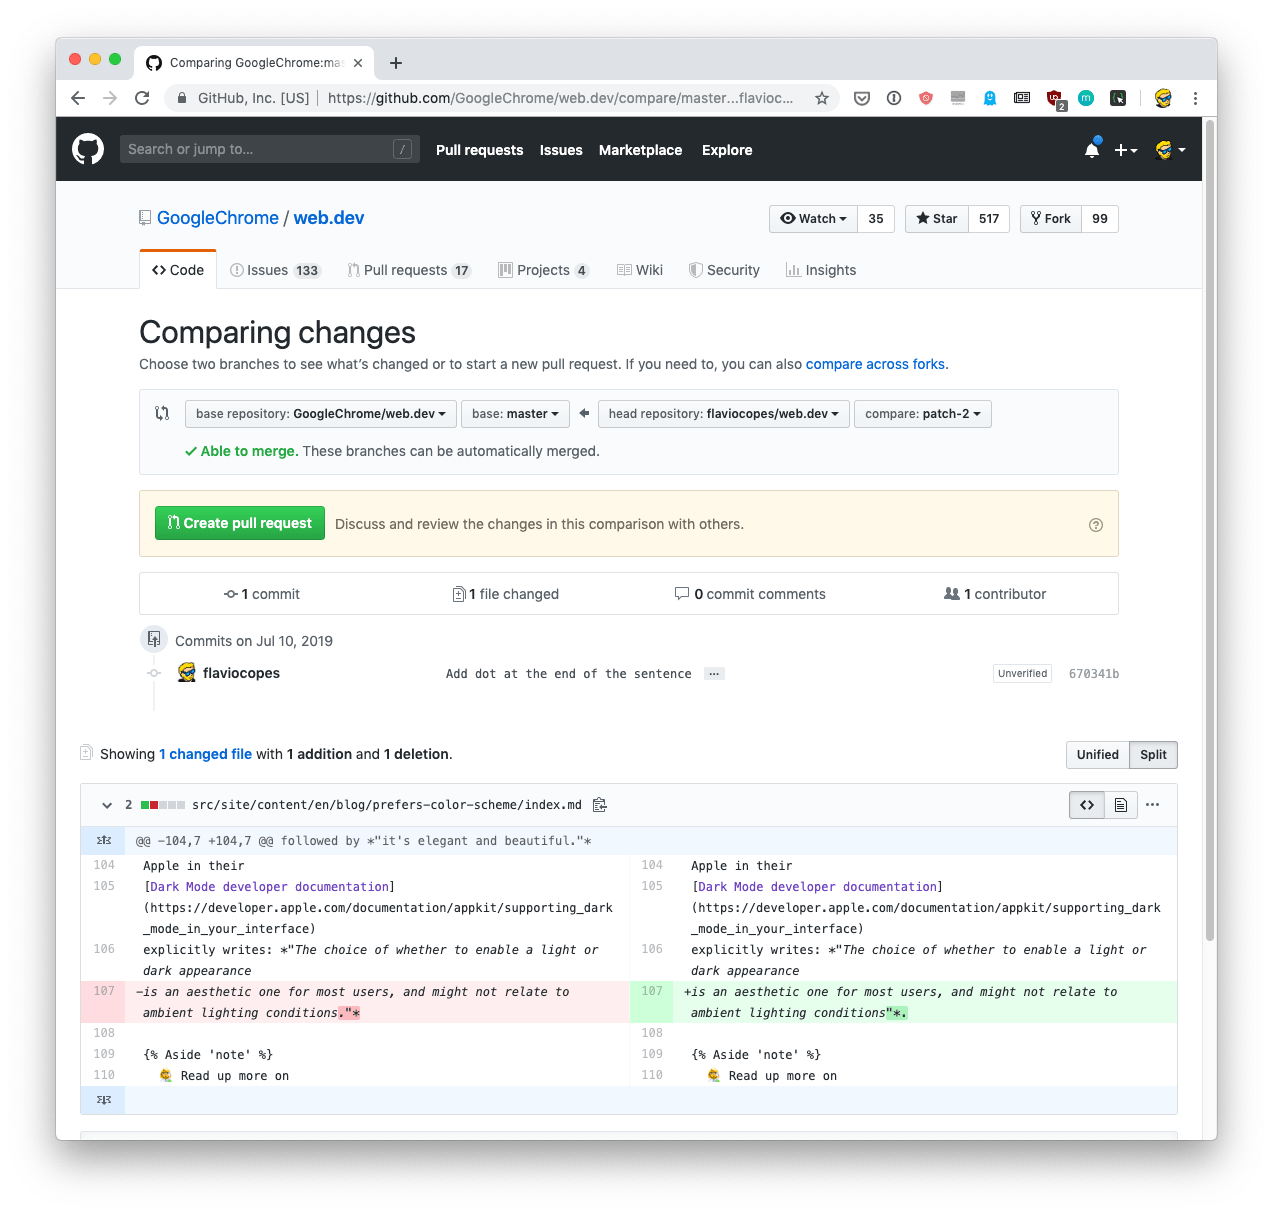 Comparing GoogleChrome:mas
GitHub, Inc. [US] https://github.com/GoogleChrome/web.dev/compare/master...flavioc...
2
m
Search or jump to... /
Pull requests Issues Marketplace Explore
GoogleChrome / web.dev
Watch 35 Star 517 Fork 99
Code Issues 133 Pull requests 17 Projects 4 Wiki Security Insights
Comparing changes
Choose two branches to see what's changed or to start a new pull request. If you need to, you can also compare across forks.
base repository: GoogleChrome/web.dev base: master head repository: flaviocopes/web.dev compare: patch-2
Able to merge. These branches can be automatically merged.
Create pull request Discuss and review the changes in this comparison with others.
1 commit 1 file changed 0 commit comments 1 contributor
Commits on Jul 10, 2019
flaviocopes Add dot at the end of the sentence ... Unverified 670341b
Showing 1 changed file with 1 addition and 1 deletion. Unified Split
2 src/site/content/en/blog/prefers-color-scheme/index.md
@@ -104,7 +104,7 @@ followed by *"it's elegant and beautiful."*
104 Apple in their 104 Apple in their
105 [Dark Mode developer documentation] 105 [Dark Mode developer documentation]
(https://developer.apple.com/documentation/appkit/supporting_dark (https://developer.apple.com/documentation/appkit/supporting_dark
_mode_in_your_interface) _mode_in_your_interface)
106 explicitly writes: *"The choice of whether to enable a light or 106 explicitly writes: *"The choice of whether to enable a light or
dark appearance dark appearance
107 -is an aesthetic one for most users, and might not relate to 107 +is an aesthetic one for most users, and might not relate to
ambient lighting conditions."* ambient lighting conditions"*.
108 108
109 {% Aside 'note' %} 109 {% Aside 'note' %}
110 Read up more on 110 Read up more on